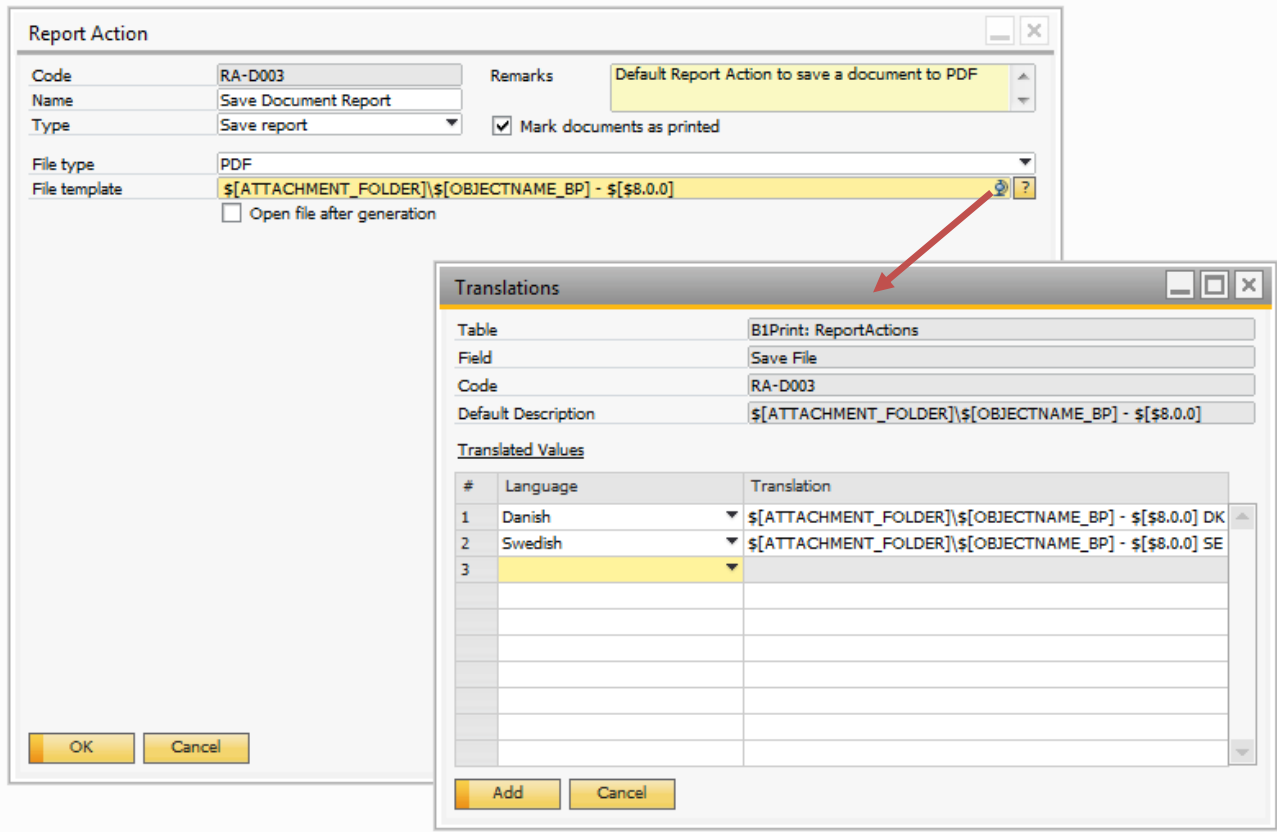 Report Action
Code RA-D003 Remarks Default Report Action to save a document to PDF
Name Save Document Report
Type Save report Mark documents as printed
File type PDF
File template $[ATTACHMENT_FOLDER]\$[OBJECTNAME_BP] - $[$8.0.0] ?
Open file after generation
OK Cancel
Translations
Table B1Print: ReportActions
Field Save File
Code RA-D003
Default Description $[ATTACHMENT_FOLDER]\$[OBJECTNAME_BP] - $[$8.0.0]
Translated Values
# Language Translation
1 Danish $[ATTACHMENT_FOLDER]\$[OBJECTNAME_BP] - $[$8.0.0] DK
2 Swedish $[ATTACHMENT_FOLDER]\$[OBJECTNAME_BP] - $[$8.0.0] SE
3
Add Cancel